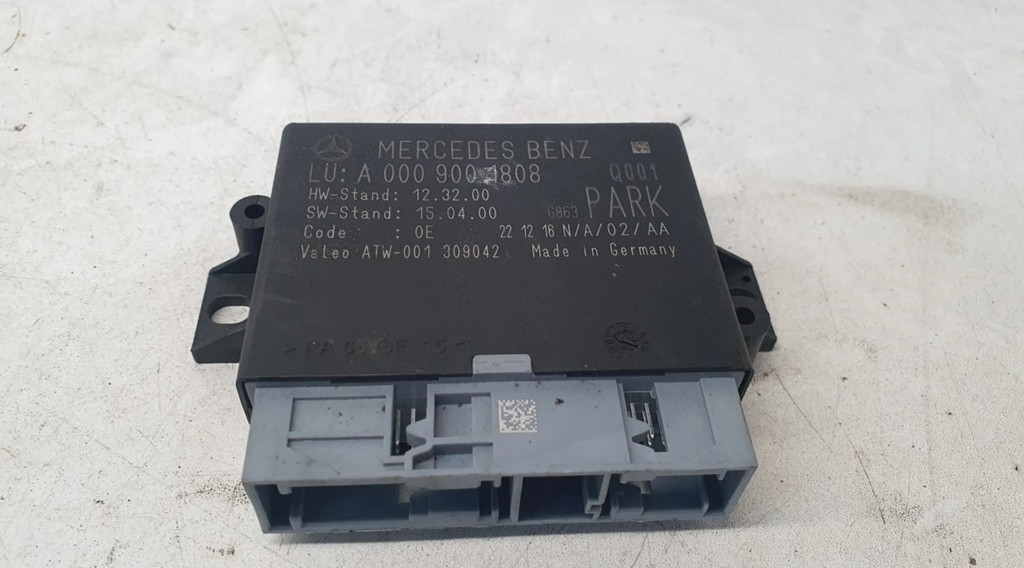 MERCEDES BENZ
LU: A 000 900 4808 Q001
HW-Stand: 12.32.00
SW-Stand: 15.04.00 6863 PARK
Code : 0E 22 12 16 N/A/02/AA
Valeo ATW-001 309042 Made in Germany